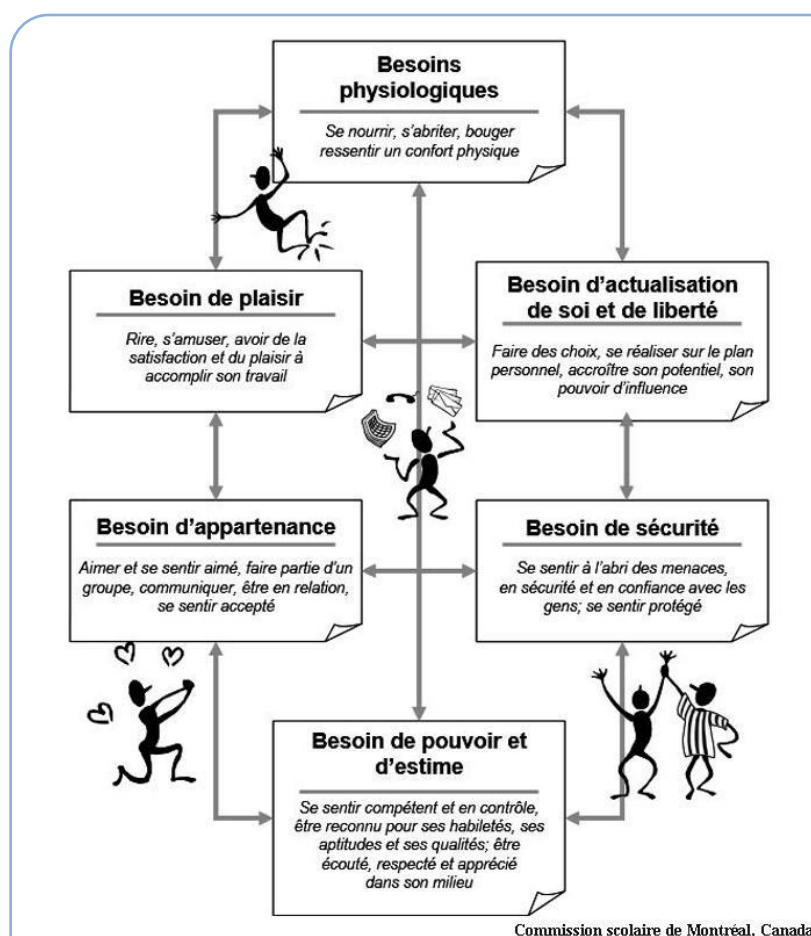 Besoins
physiologiques
Se nourrir, s'abriter, bouger
ressentir un confort physique
Besoin de plaisir
Rire, s'amuser, avoir de la
satisfaction et du plaisir à
accomplir son travail
Besoin d'actualisation
de soi et de liberté
Faire des choix, se réaliser sur le plan
personnel, accroître son potentiel, son
pouvoir d'influence
Besoin d'appartenance
Aimer et se sentir aimé, faire partie d'un
groupe, communiquer, être en relation,
se sentir accepté
Besoin de sécurité
Se sentir à l'abri des menaces,
en sécurité et en confiance avec les
gens; se sentir protégé
Besoin de pouvoir et
d'estime
Se sentir compétent et en contrôle,
être reconnu pour ses habiletés, ses
aptitudes et ses qualités; être
écouté, respecté et apprécié
dans son milieu
Commission scolaire de Montréal. Canada